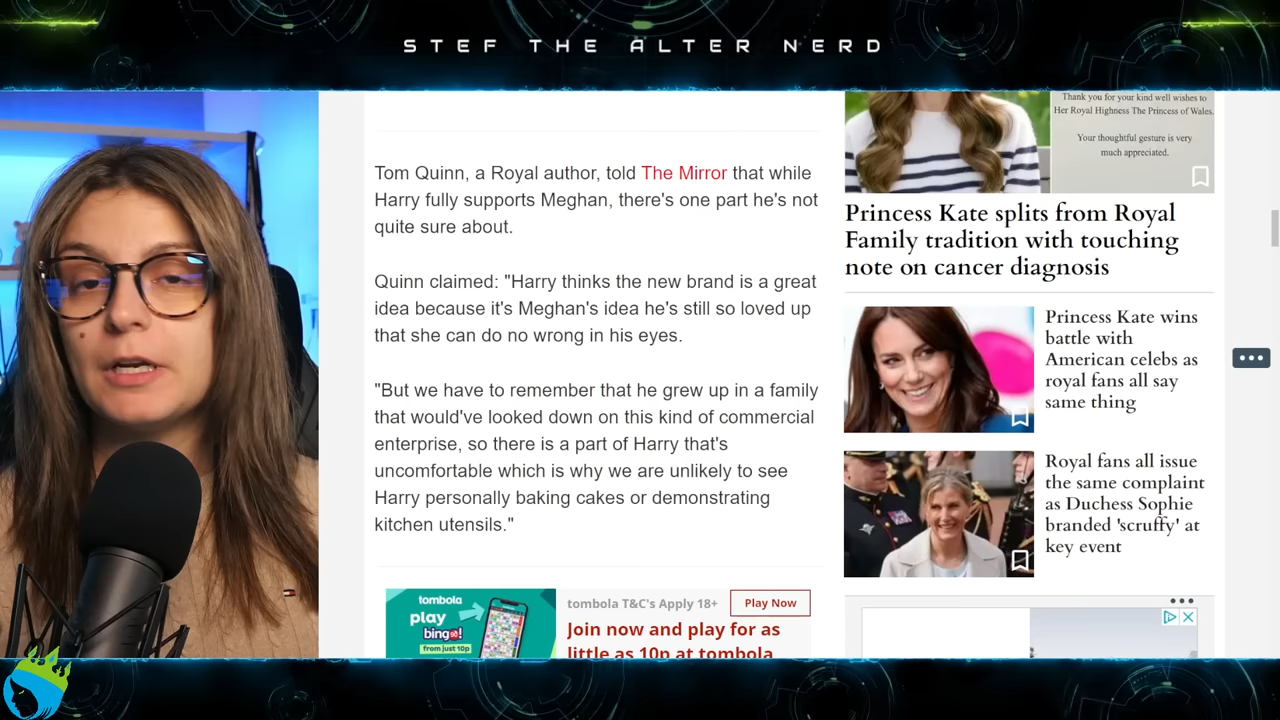 STEF THE ALTER NERD
Tom Quinn, a Royal author, told The Mirror that while
Harry fully supports Meghan, there's one part he's not
quite sure about.
Quinn claimed: "Harry thinks the new brand is a great
idea because it's Meghan's idea he's still so loved up
that she can do no wrong in his eyes.
"But we have to remember that he grew up in a family
that would've looked down on this kind of commercial
enterprise, so there is a part of Harry that's
uncomfortable which is why we are unlikely to see
Harry personally baking cakes or demonstrating
kitchen utensils."
tombola
play
bingo!
from just 10p
tombola T&C's Apply 18+
Play Now
Join now and play for as
little as 10p at tombola
Thank you for your kind well wishes to
Her Royal Highness The Princess of Wales.
Your thoughtful gesture is very
much appreciated.
Princess Kate splits from Royal
Family tradition with touching
note on cancer diagnosis
Princess Kate wins
battle with
American celebs as
royal fans all say
same thing
Royal fans all issue
the same complaint
as Duchess Sophie
branded 'scruffy' at
key event